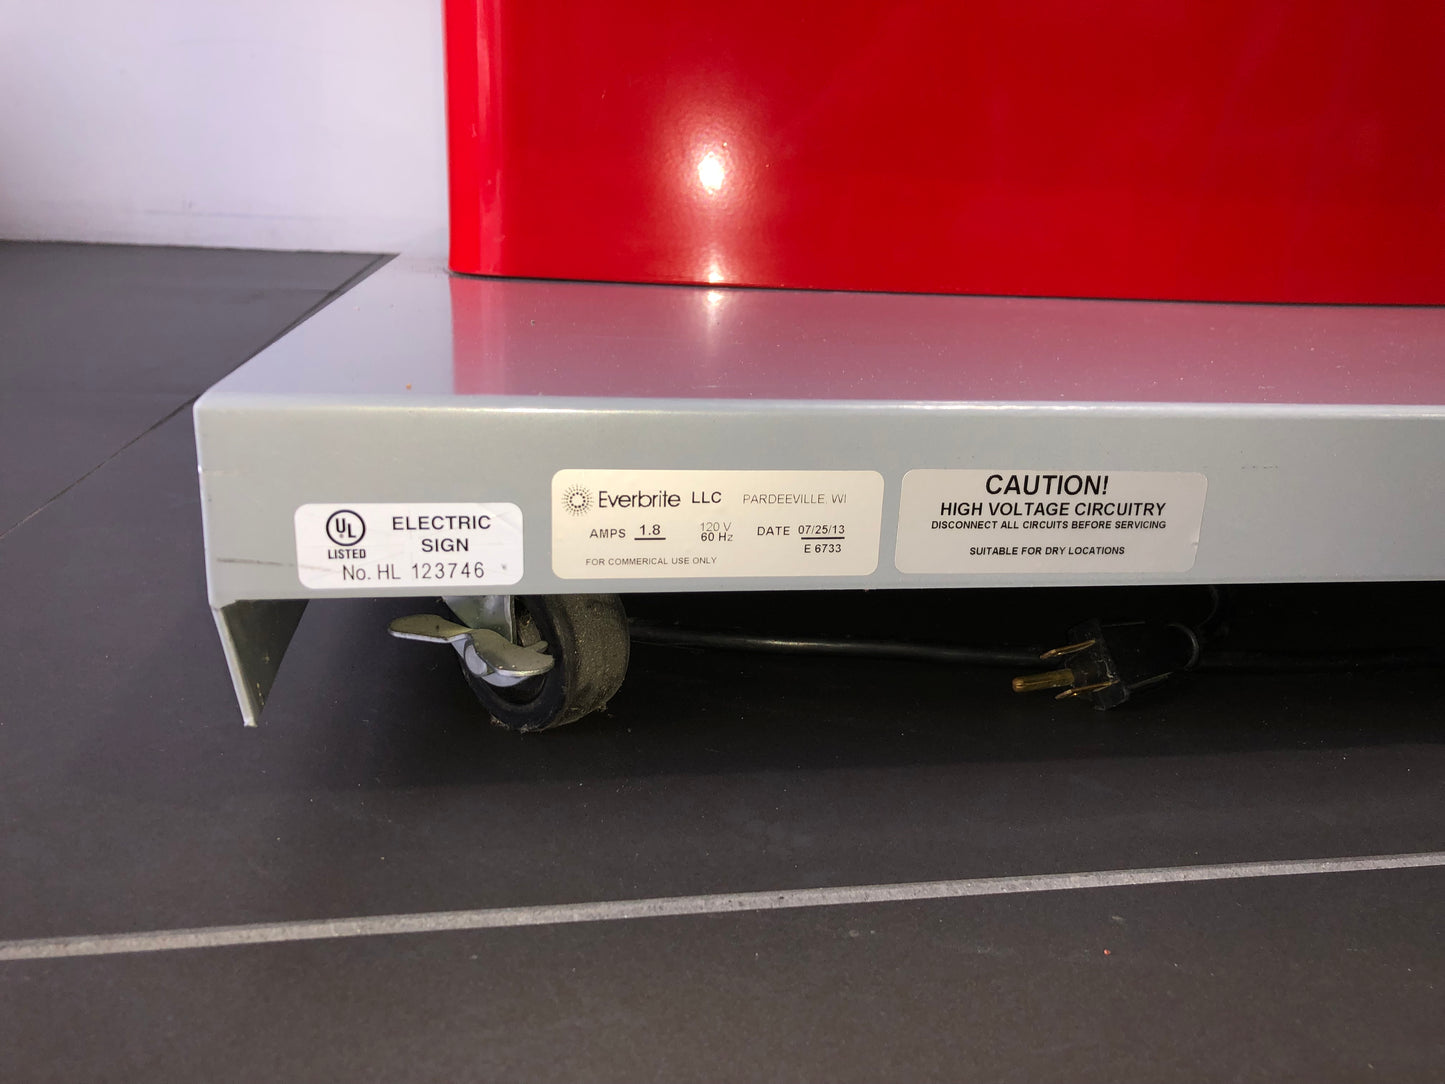 UL
LISTED
ELECTRIC
SIGN
No. HL 123746
Everbrite LLC PARDEEVILLE, WI
AMPS 1.8 120 V 60 Hz DATE 07/25/13
E 6733
FOR COMMERICAL USE ONLY
CAUTION!
HIGH VOLTAGE CIRCUITRY
DISCONNECT ALL CIRCUITS BEFORE SERVICING
SUITABLE FOR DRY LOCATIONS